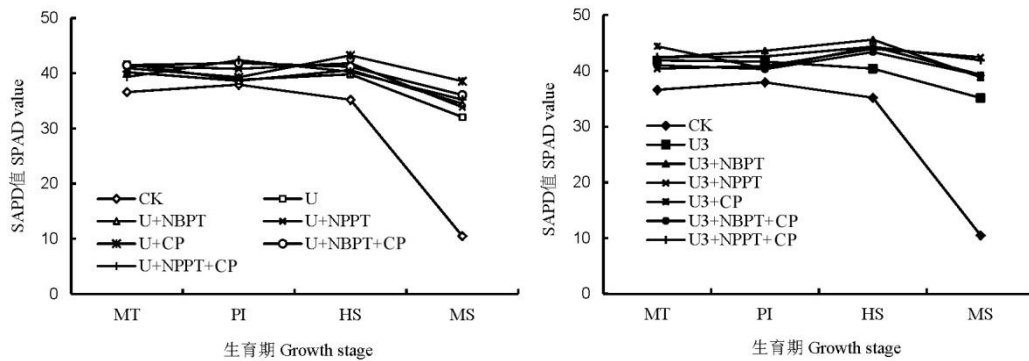 50
40
30
20
10
0
SAPD值 SPAD value
CK
U
U+NBPT
U+NPPT
U+CP
U+NBPT+CP
U+NPPT+CP
MT
PI
HS
MS
生育期 Growth stage
50
40
30
20
10
0
SAPD值 SPAD value
CK
U3
U3+NBPT
U3+NPPT
U3+CP
U3+NBPT+CP
U3+NPPT+CP
MT
PI
HS
MS
生育期 Growth stage